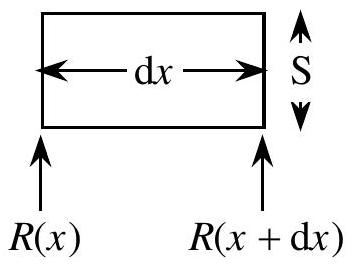 dx
S
R(x)
R(x + dx)